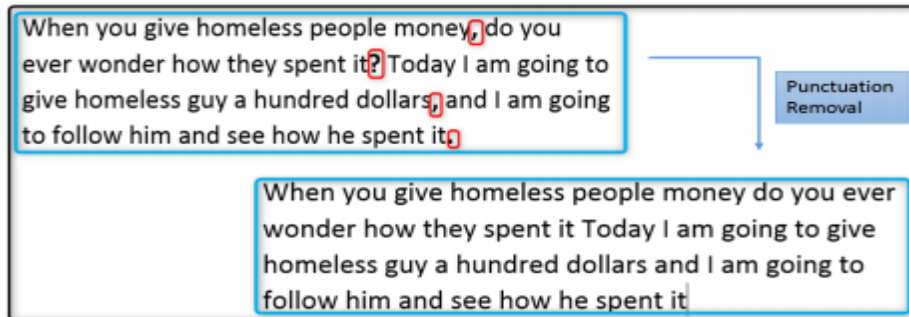 When you give homeless people money, do you
ever wonder how they spent it? Today I am going to
give homeless guy a hundred dollars, and I am going
to follow him and see how he spent it.
Punctuation
Removal
When you give homeless people money do you ever
wonder how they spent it Today I am going to give
homeless guy a hundred dollars and I am going to
follow him and see how he spent it